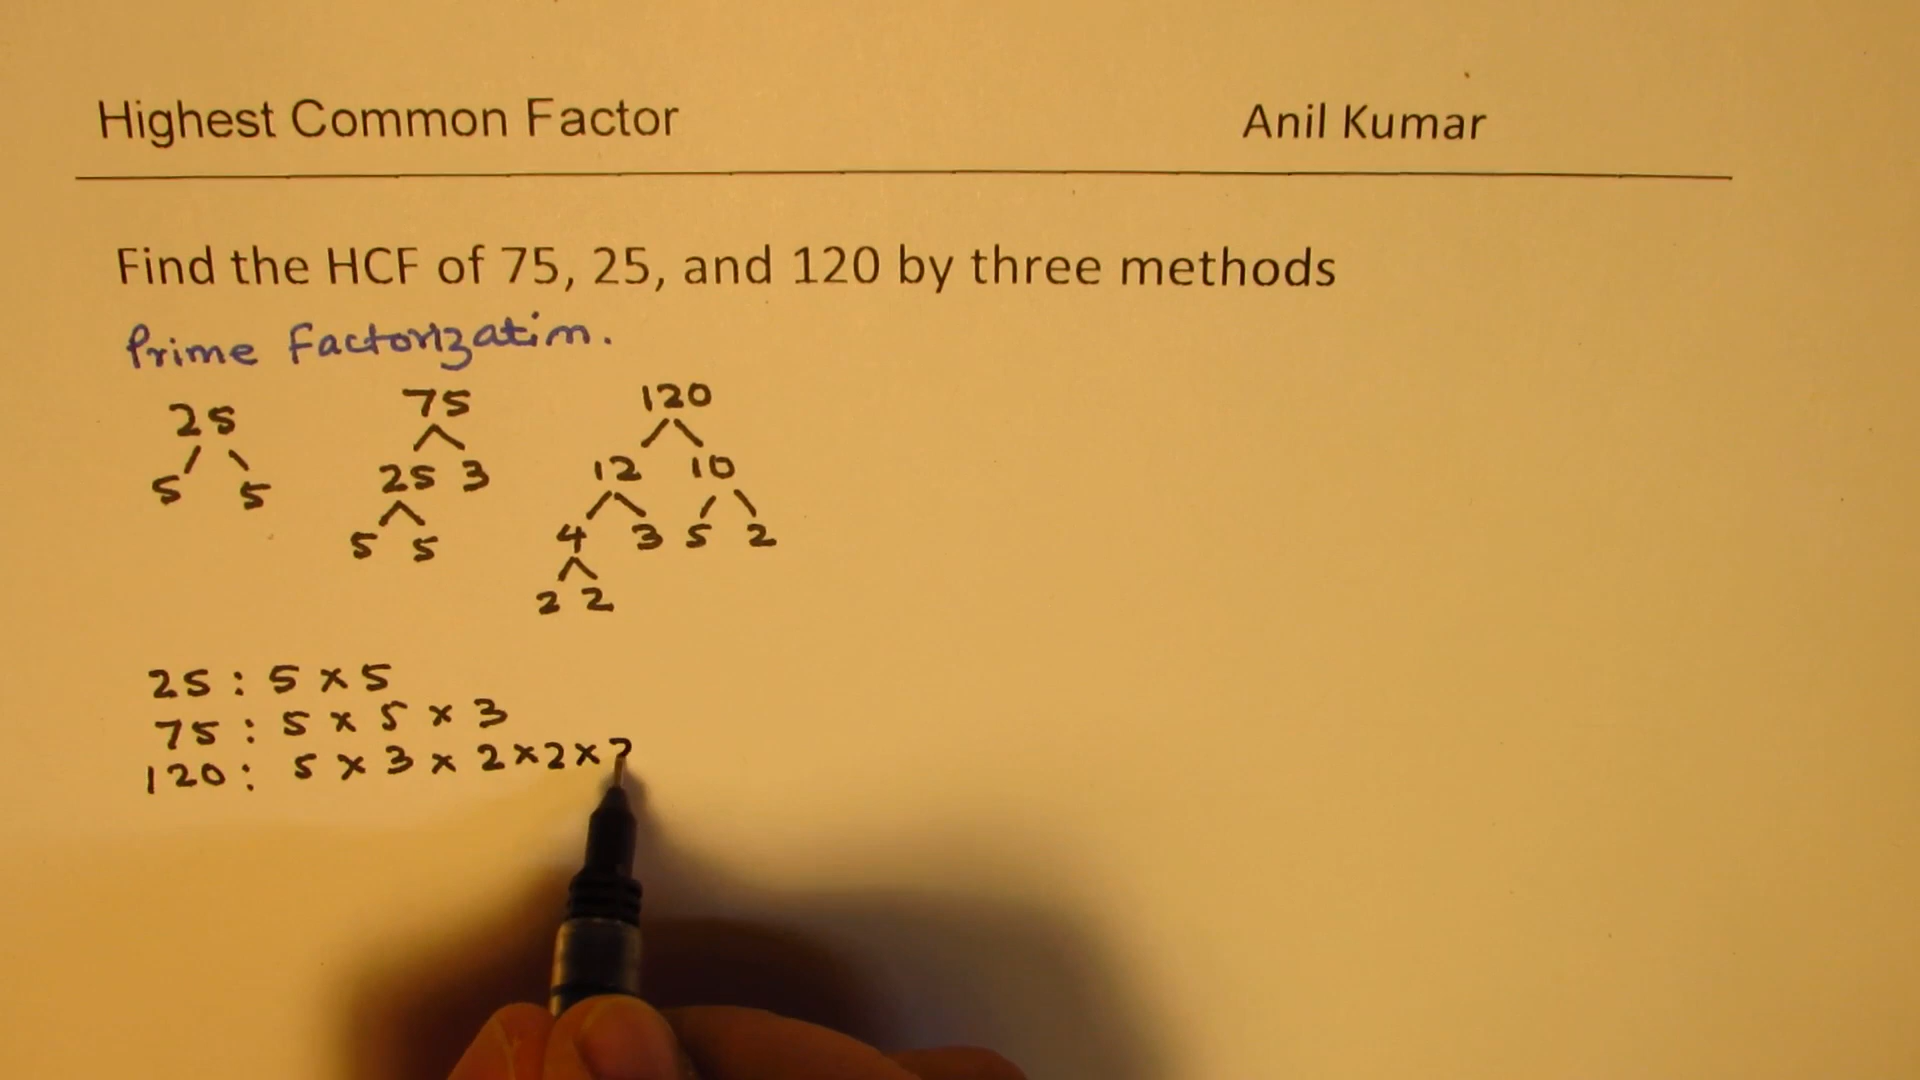 Highest Common Factor Anil Kumar
Find the HCF of 75, 25, and 120 by three methods
Prime Factorization.
25 75 120
5 5 25 3 12 10
5 5 4 3 5 2
2 2
25 : 5 × 5
75 : 5 × 5 × 3
120 : 5 × 3 × 2 × 2 × 2